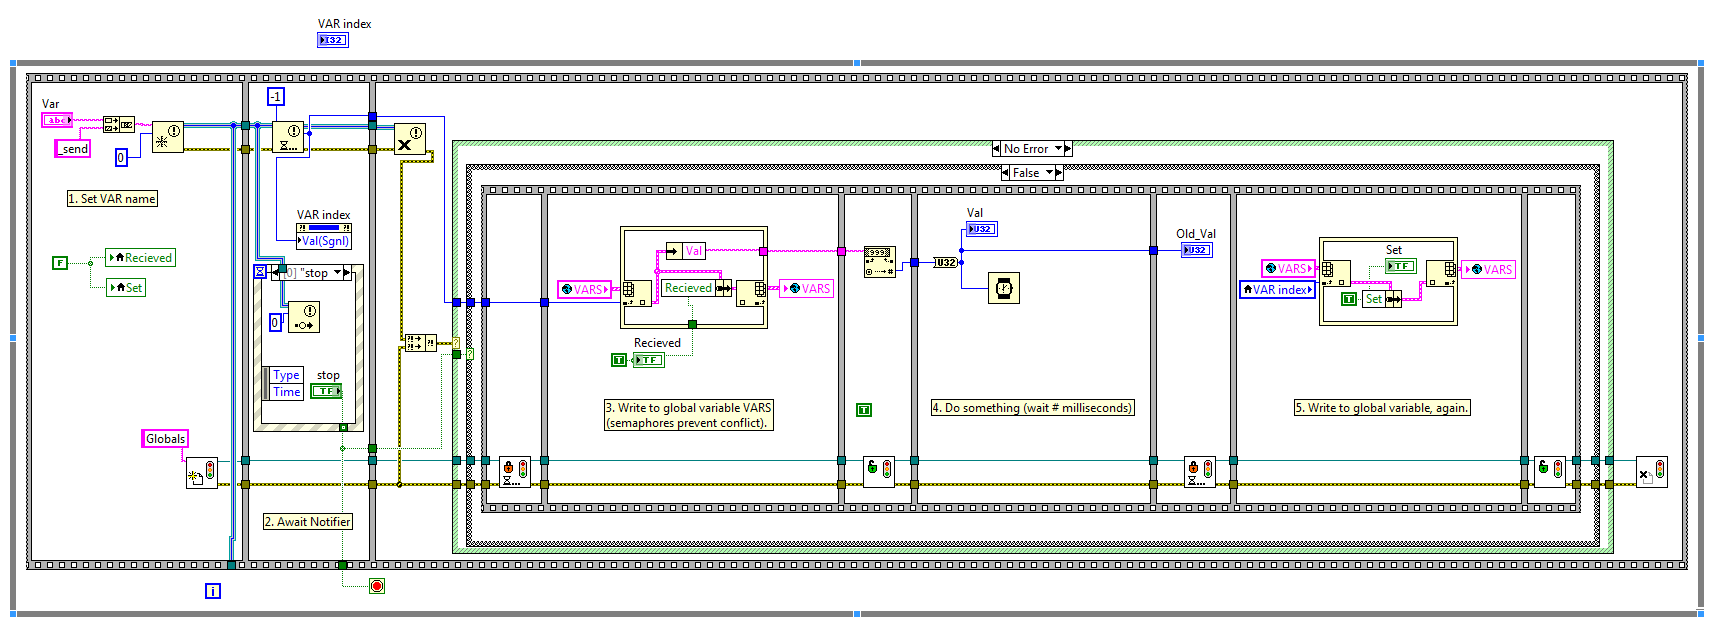 VAR index
I32
Var
abc
_send
0
-1
1. Set VAR name
F
Recieved
Set
VAR index
Val(Sgnl)
[0] "stop
0
Type
Time
stop
TF
Globals
2. Await Notifier
i
No Error
False
VARS
Val
Recieved
VARS
Recieved
T
TF
3. Write to global variable VARS
(semaphores prevent conflict).
T
9999
U32
Val
U32
4. Do something (wait # milliseconds)
Old_Val
U32
VARS
VAR index
Set
TF
T
Set
VARS
5. Write to global variable, again.